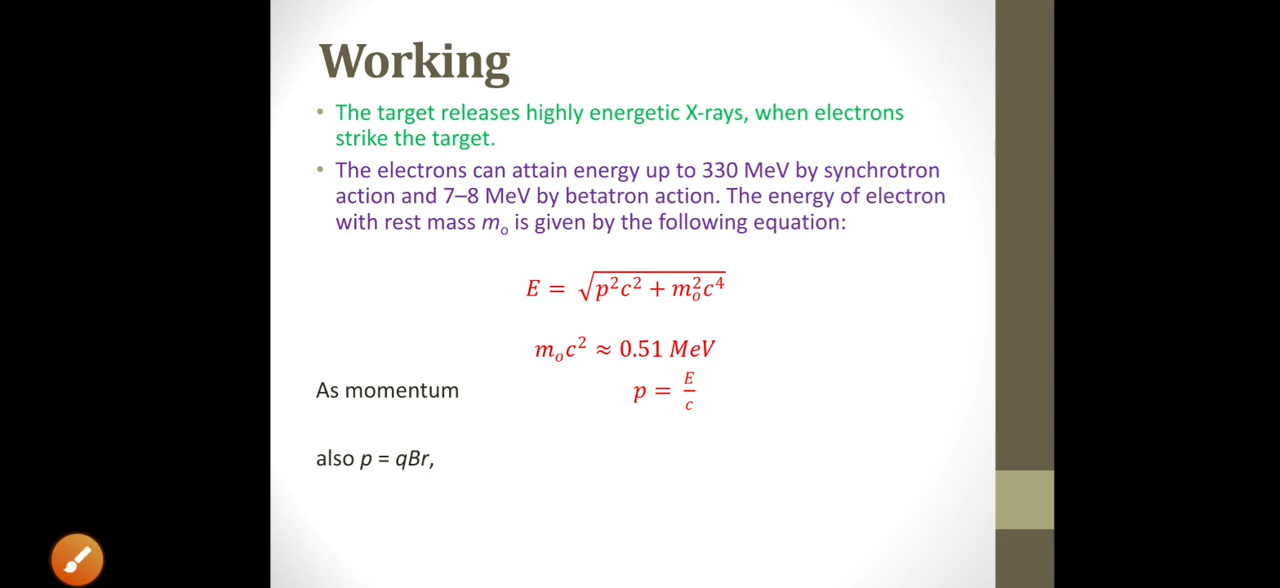 Working
• The target releases highly energetic X-rays, when electrons
strike the target.
• The electrons can attain energy up to 330 MeV by synchrotron
action and 7–8 MeV by betatron action. The energy of electron
with rest mass mₒ is given by the following equation:
E = √(p²c² + mₒ²c⁴)
mₒc² ≈ 0.51 MeV
As momentum p = E/c
also p = qBr,